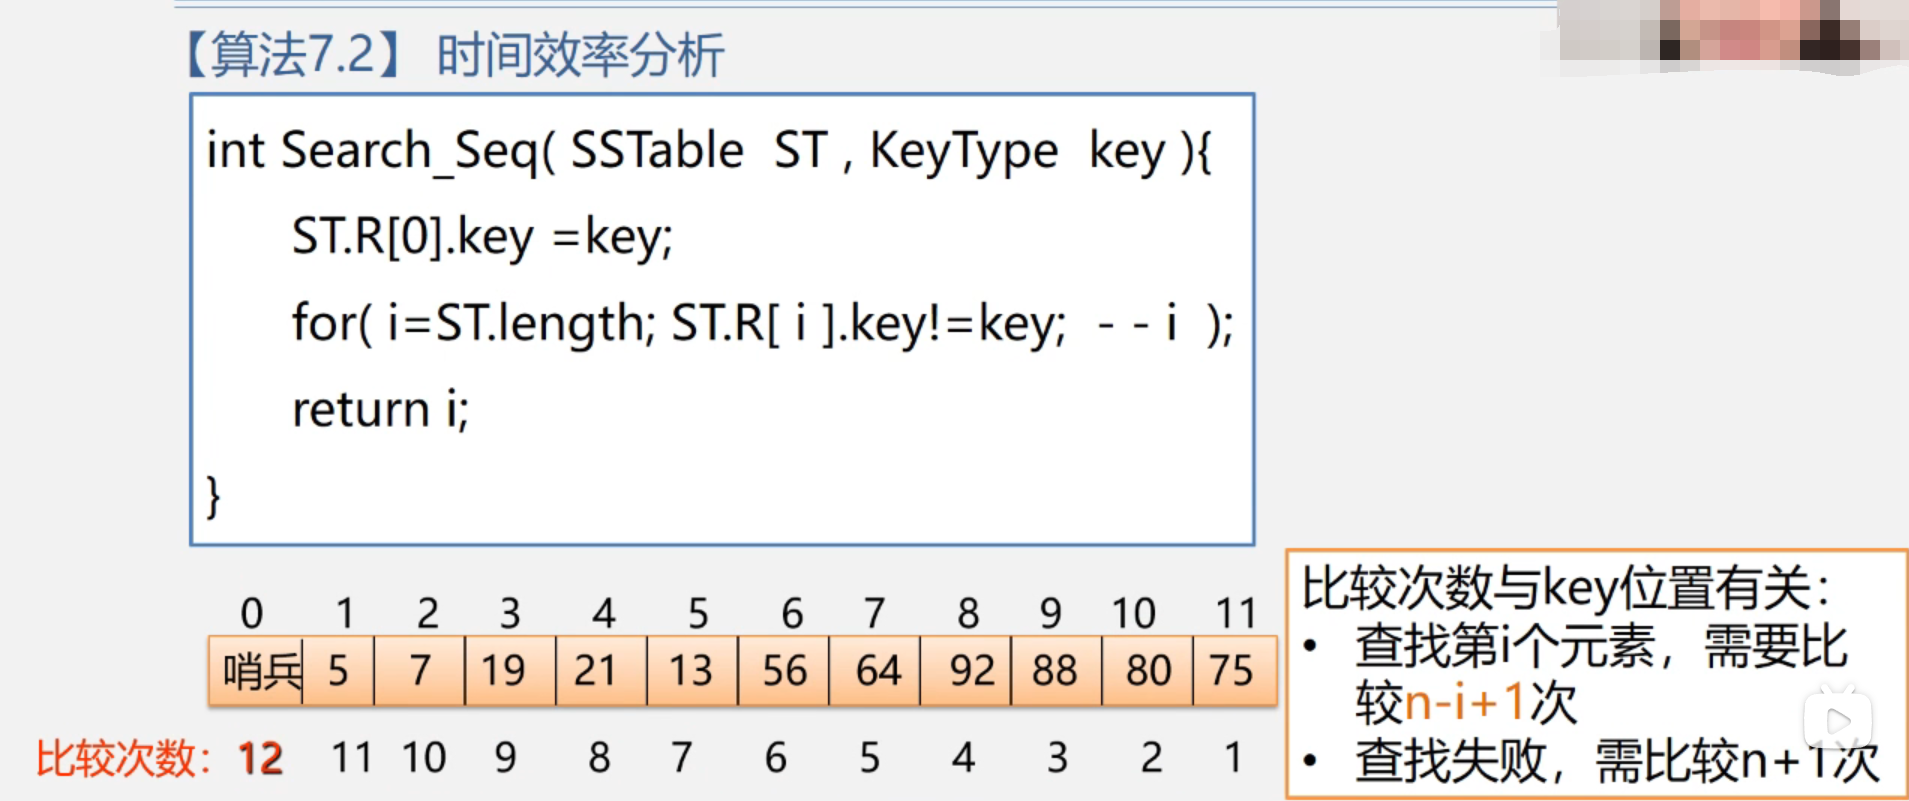 【算法7.2】 时间效率分析
int Search_Seq( SSTable ST , KeyType key ){
ST.R[0].key =key;
for( i=ST.length; ST.R[ i ].key!=key; - - i );
return i;
}
0 1 2 3 4 5 6 7 8 9 10 11
哨兵 5 7 19 21 13 56 64 92 88 80 75
比较次数： 12 11 10 9 8 7 6 5 4 3 2 1
比较次数与key位置有关：
• 查找第i个元素，需要比
较n-i+1次
• 查找失败，需比较n+1次